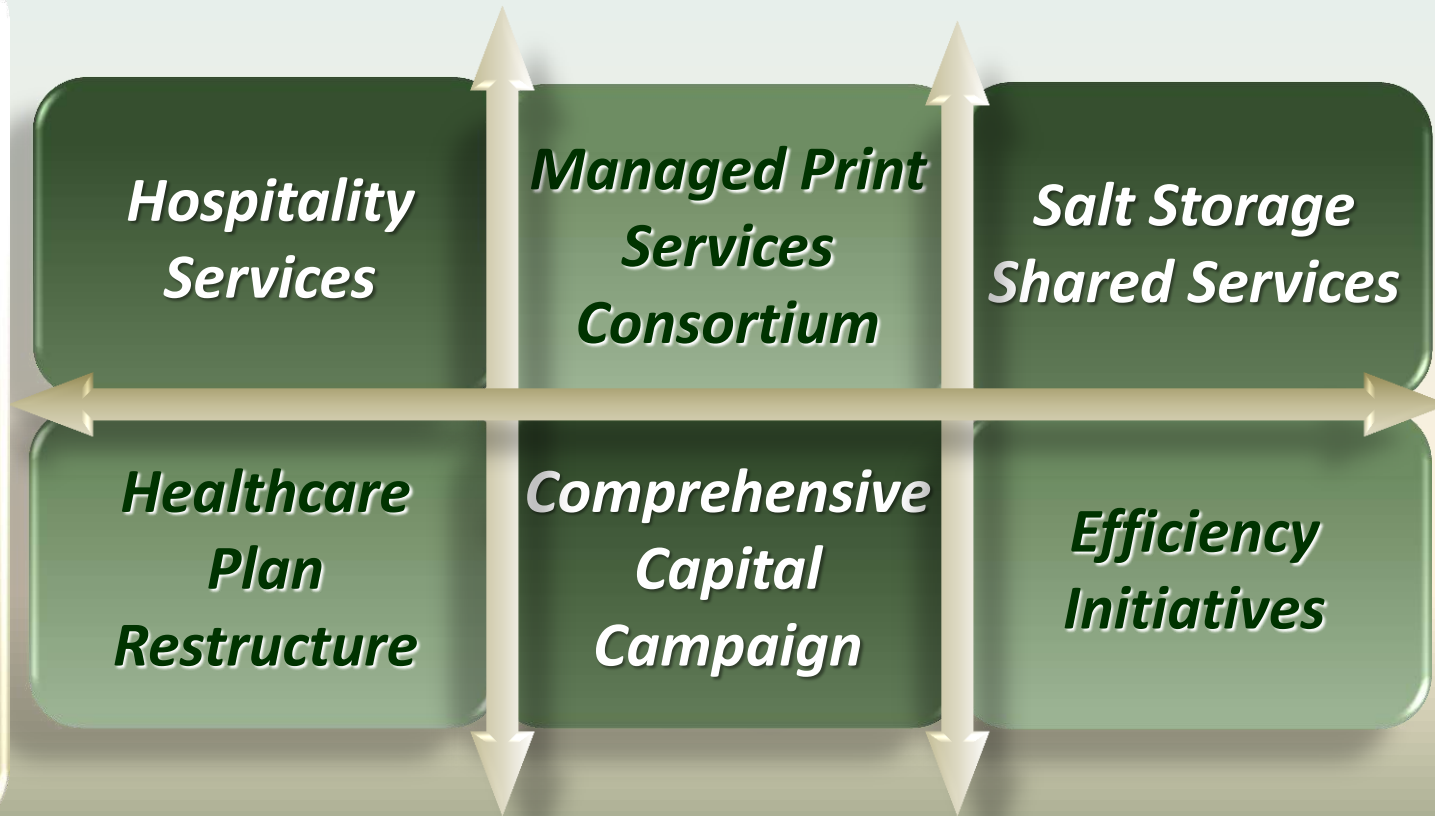 Hospitality
Services
Managed Print
Services
Consortium
Salt Storage
Shared Services
Healthcare
Plan
Restructure
Comprehensive
Capital
Campaign
Efficiency
Initiatives